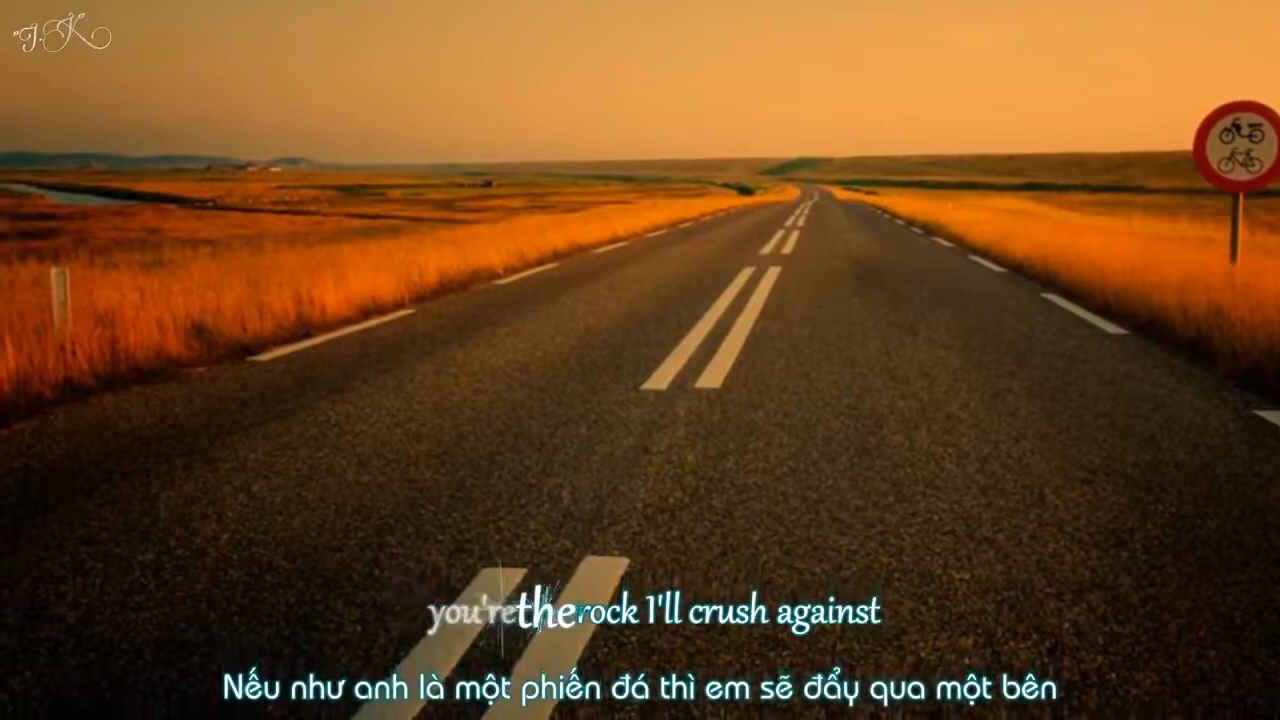 "J.K
you're the rock I'll crush against
Nếu như anh là một phiến đá thì em sẽ đẩy qua một bên